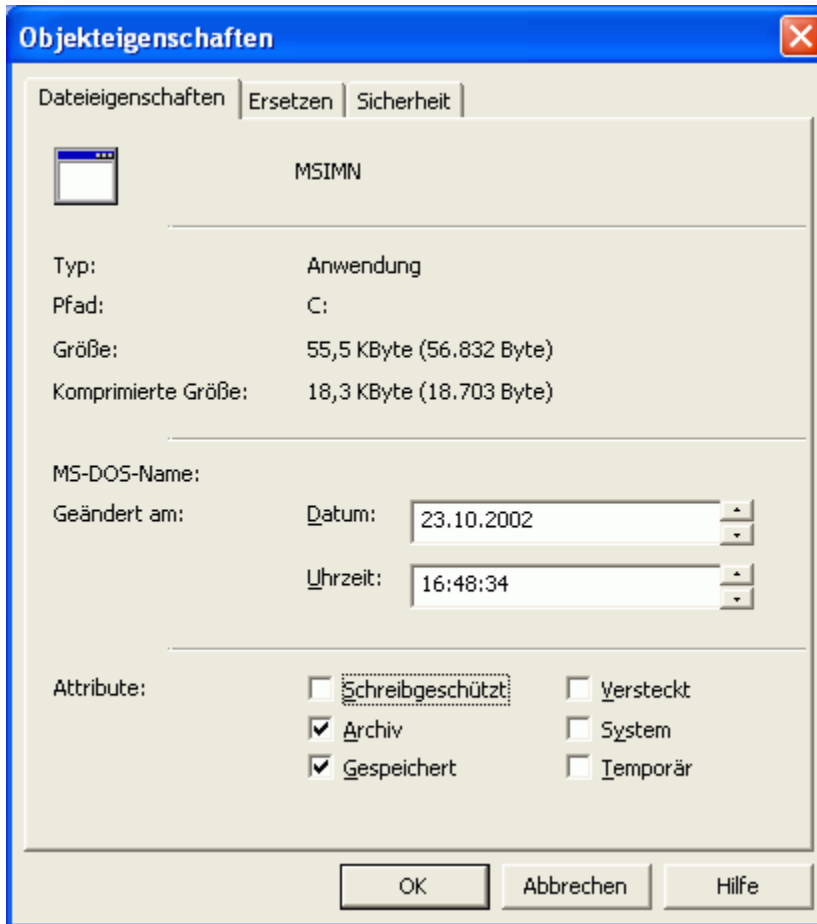 Objekteigenschaften
Dateieigenschaften Ersetzen Sicherheit
MSIMN
Typ: Anwendung
Pfad: C:
Größe: 55,5 KByte (56.832 Byte)
Komprimierte Größe: 18,3 KByte (18.703 Byte)
MS-DOS-Name:
Geändert am: Datum: 23.10.2002
Uhrzeit: 16:48:34
Attribute: Schreibgeschützt Versteckt
Archiv System
Gespeichert Temporär
OK Abbrechen Hilfe